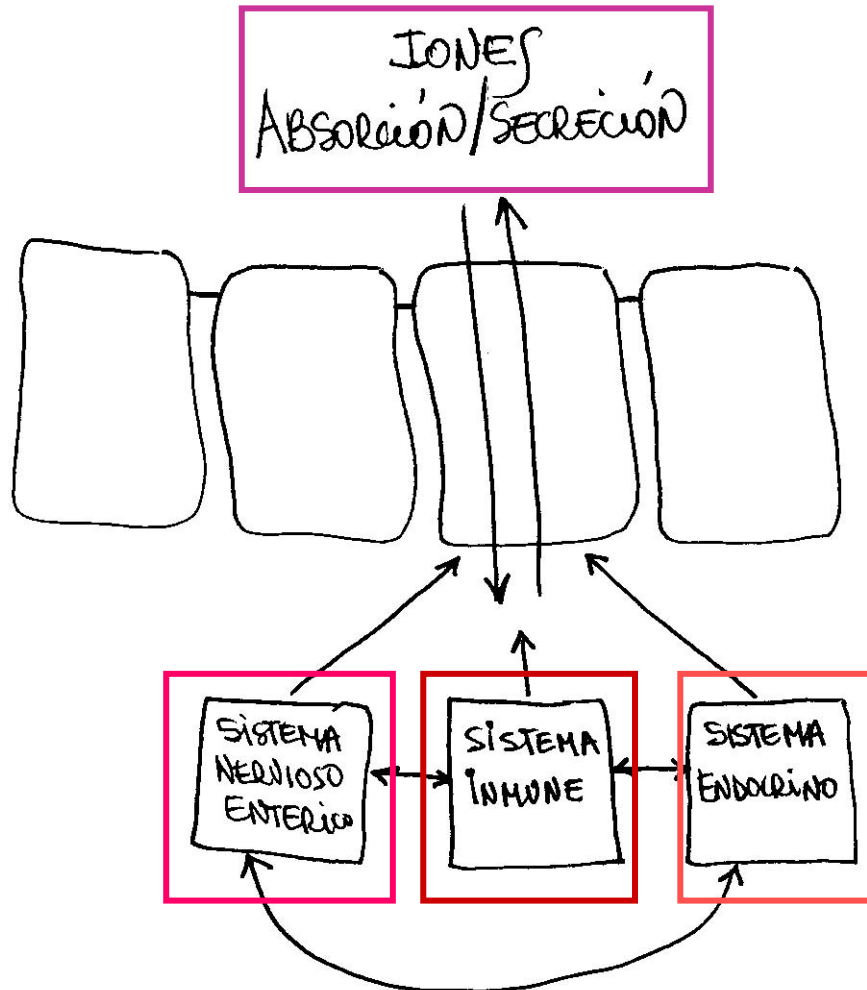 IONES
ABSORCIÓN/SECRECIÓN
SISTEMA
NERVIOSO
ENTERICO
SISTEMA
INMUNE
SISTEMA
ENDOCRINO